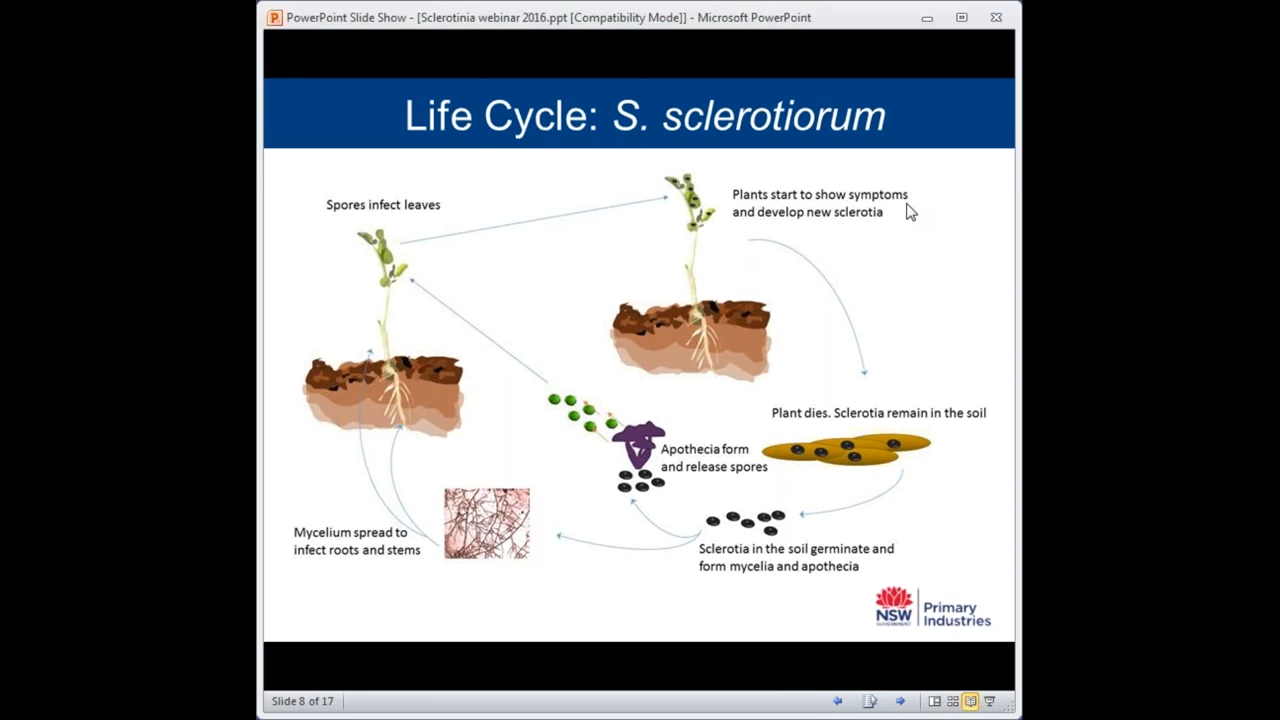 PowerPoint Slide Show - [Sclerotinia webinar 2016.ppt [Compatibility Mode]] - Microsoft PowerPoint
Life Cycle: S. sclerotiorum
Spores infect leaves
Plants start to show symptoms
and develop new sclerotia
Plant dies. Sclerotia remain in the soil
Apothecia form
and release spores
Mycelium spread to
infect roots and stems
Sclerotia in the soil germinate and
form mycelia and apothecia
NSW
GOVERNMENT
Primary
Industries
Slide 8 of 17